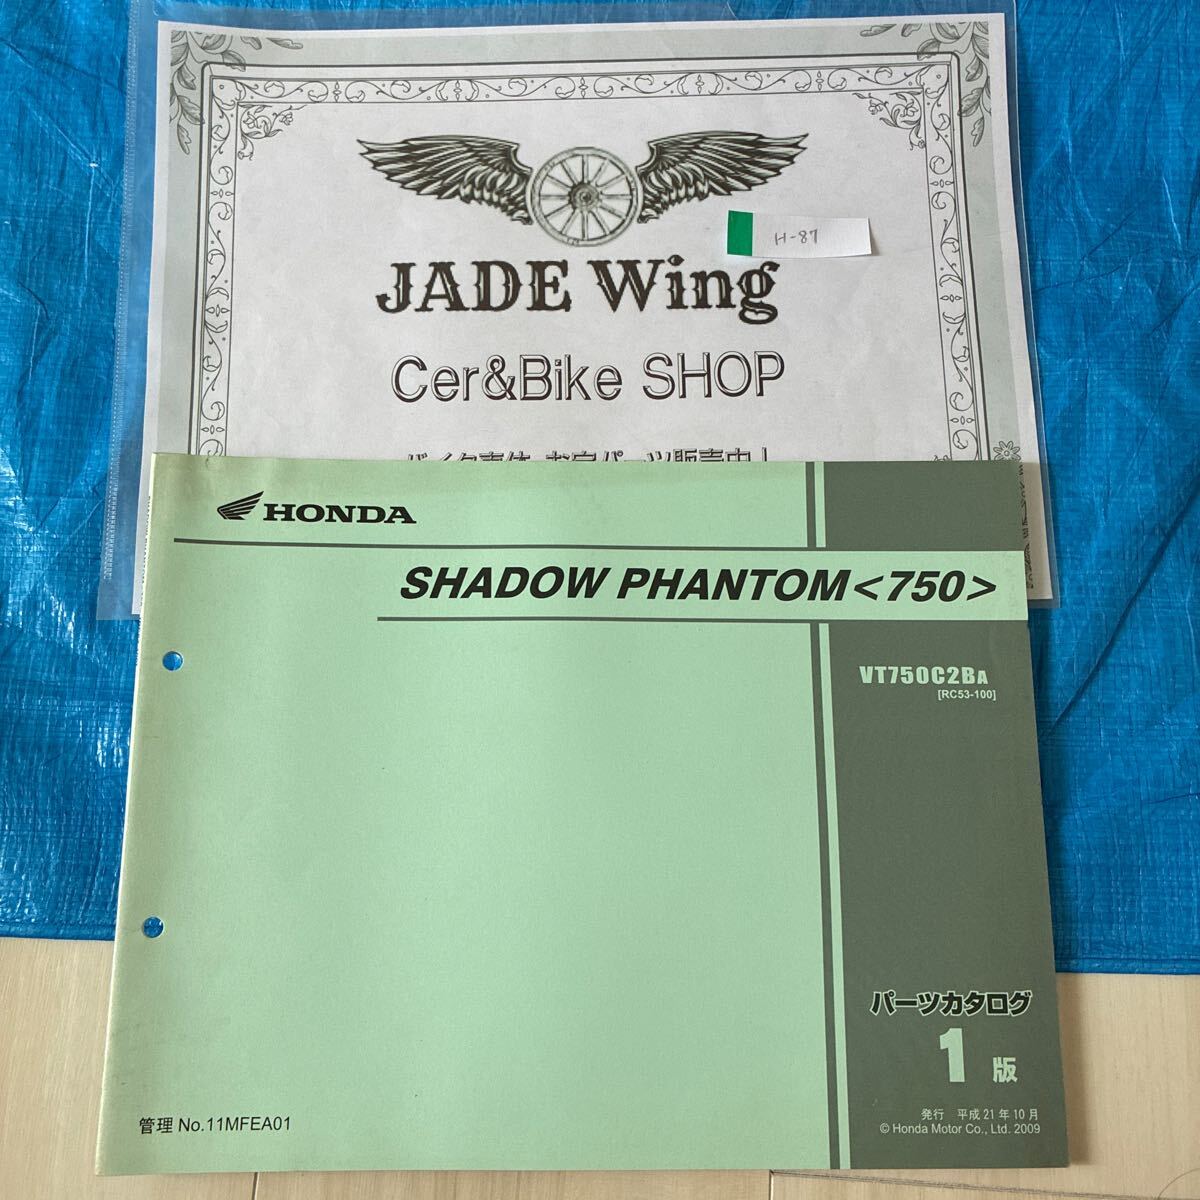 H-87
JADE Wing
Cer&Bike SHOP
HONDA
SHADOW PHANTOM<750>
VT750C2BA
[RC53-100]
パーツカタログ
1版
発行 平成21年10月
© Honda Motor Co., Ltd. 2009
管理 No.11MFEA01